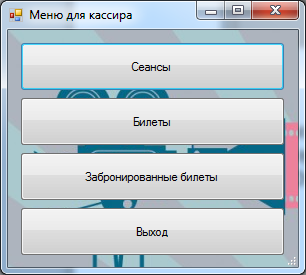 Меню для кассира
Сеансы
Билеты
Забронированные билеты
Выход